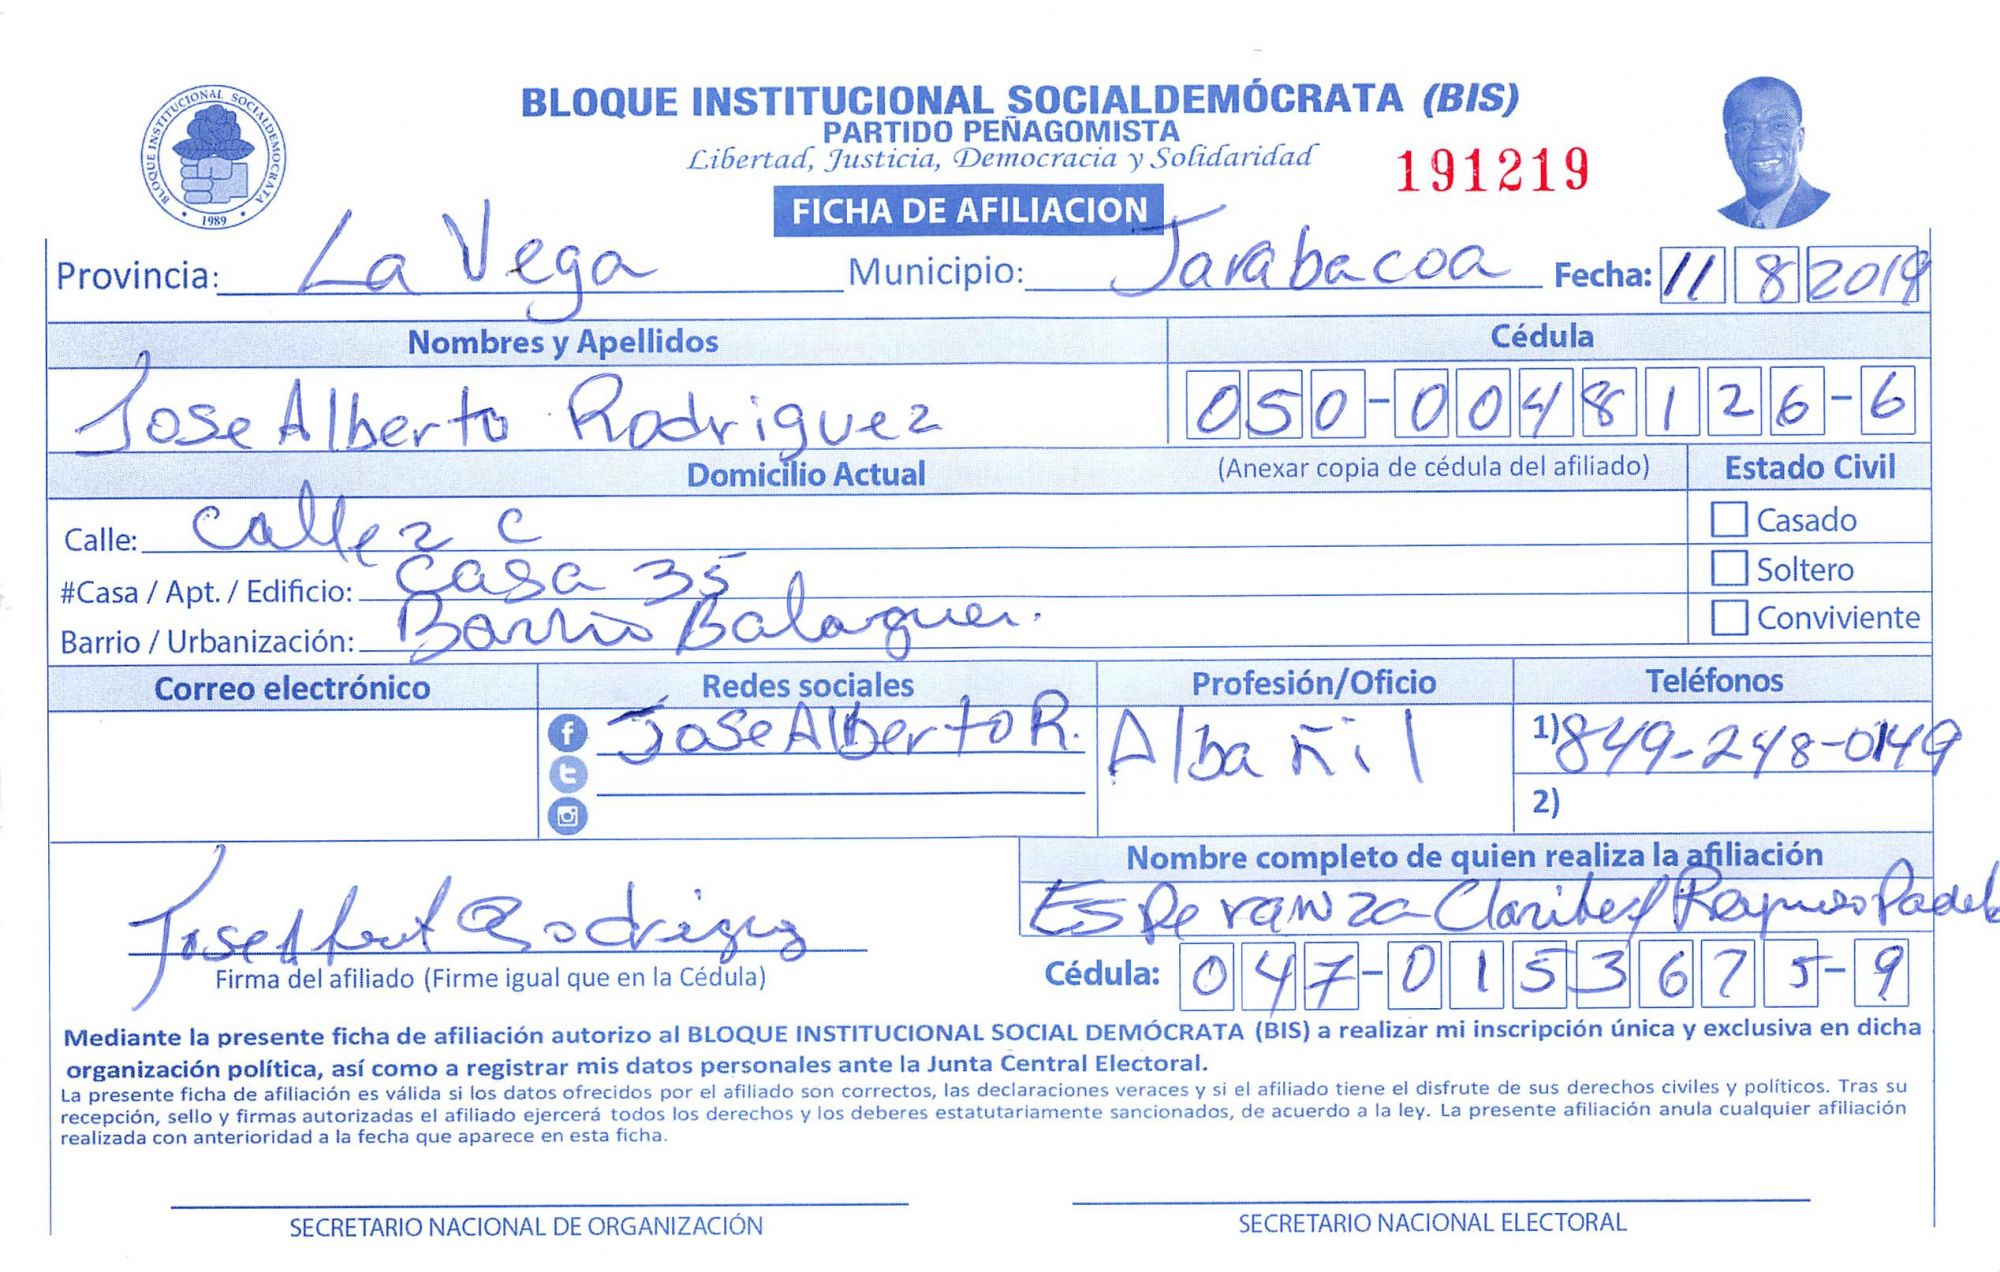 BLOQUE INSTITUCIONAL SOCIALDEMOCRATA
1989
BLOQUE INSTITUCIONAL SOCIALDEMÓCRATA (BIS)
PARTIDO PEÑAGOMISTA
Libertad, Justicia, Democracia y Solidaridad
191219
FICHA DE AFILIACION
Provincia: La Vega Municipio: Jarabacoa Fecha: 11 8 2019
Nombres y Apellidos Cédula
Jose Alberto Rodriguez 050-0048126-6
Domicilio Actual (Anexar copia de cédula del afiliado) Estado Civil
Calle: Calle 2 C Casado
#Casa / Apt. / Edificio: Casa 35 Soltero
Barrio / Urbanización: Barrio Balaguer. Conviviente
Correo electrónico Redes sociales Profesión/Oficio Teléfonos
Jose Alberto R. Albañil 1) 849-248-0149
2)
Nombre completo de quien realiza la afiliación
Esperanza Claribel Reynoso
Jose Albert Rodriguez
Firma del afiliado (Firme igual que en la Cédula) Cédula: 047-0153675-9
Mediante la presente ficha de afiliación autorizo al BLOQUE INSTITUCIONAL SOCIAL DEMÓCRATA (BIS) a realizar mi inscripción única y exclusiva en dicha
organización política, así como a registrar mis datos personales ante la Junta Central Electoral.
La presente ficha de afiliación es válida si los datos ofrecidos por el afiliado son correctos, las declaraciones veraces y si el afiliado tiene el disfrute de sus derechos civiles y políticos. Tras su
recepción, sello y firmas autorizadas el afiliado ejercerá todos los derechos y los deberes estatutariamente sancionados, de acuerdo a la ley. La presente afiliación anula cualquier afiliación
realizada con anterioridad a la fecha que aparece en esta ficha.
SECRETARIO NACIONAL DE ORGANIZACIÓN SECRETARIO NACIONAL ELECTORAL